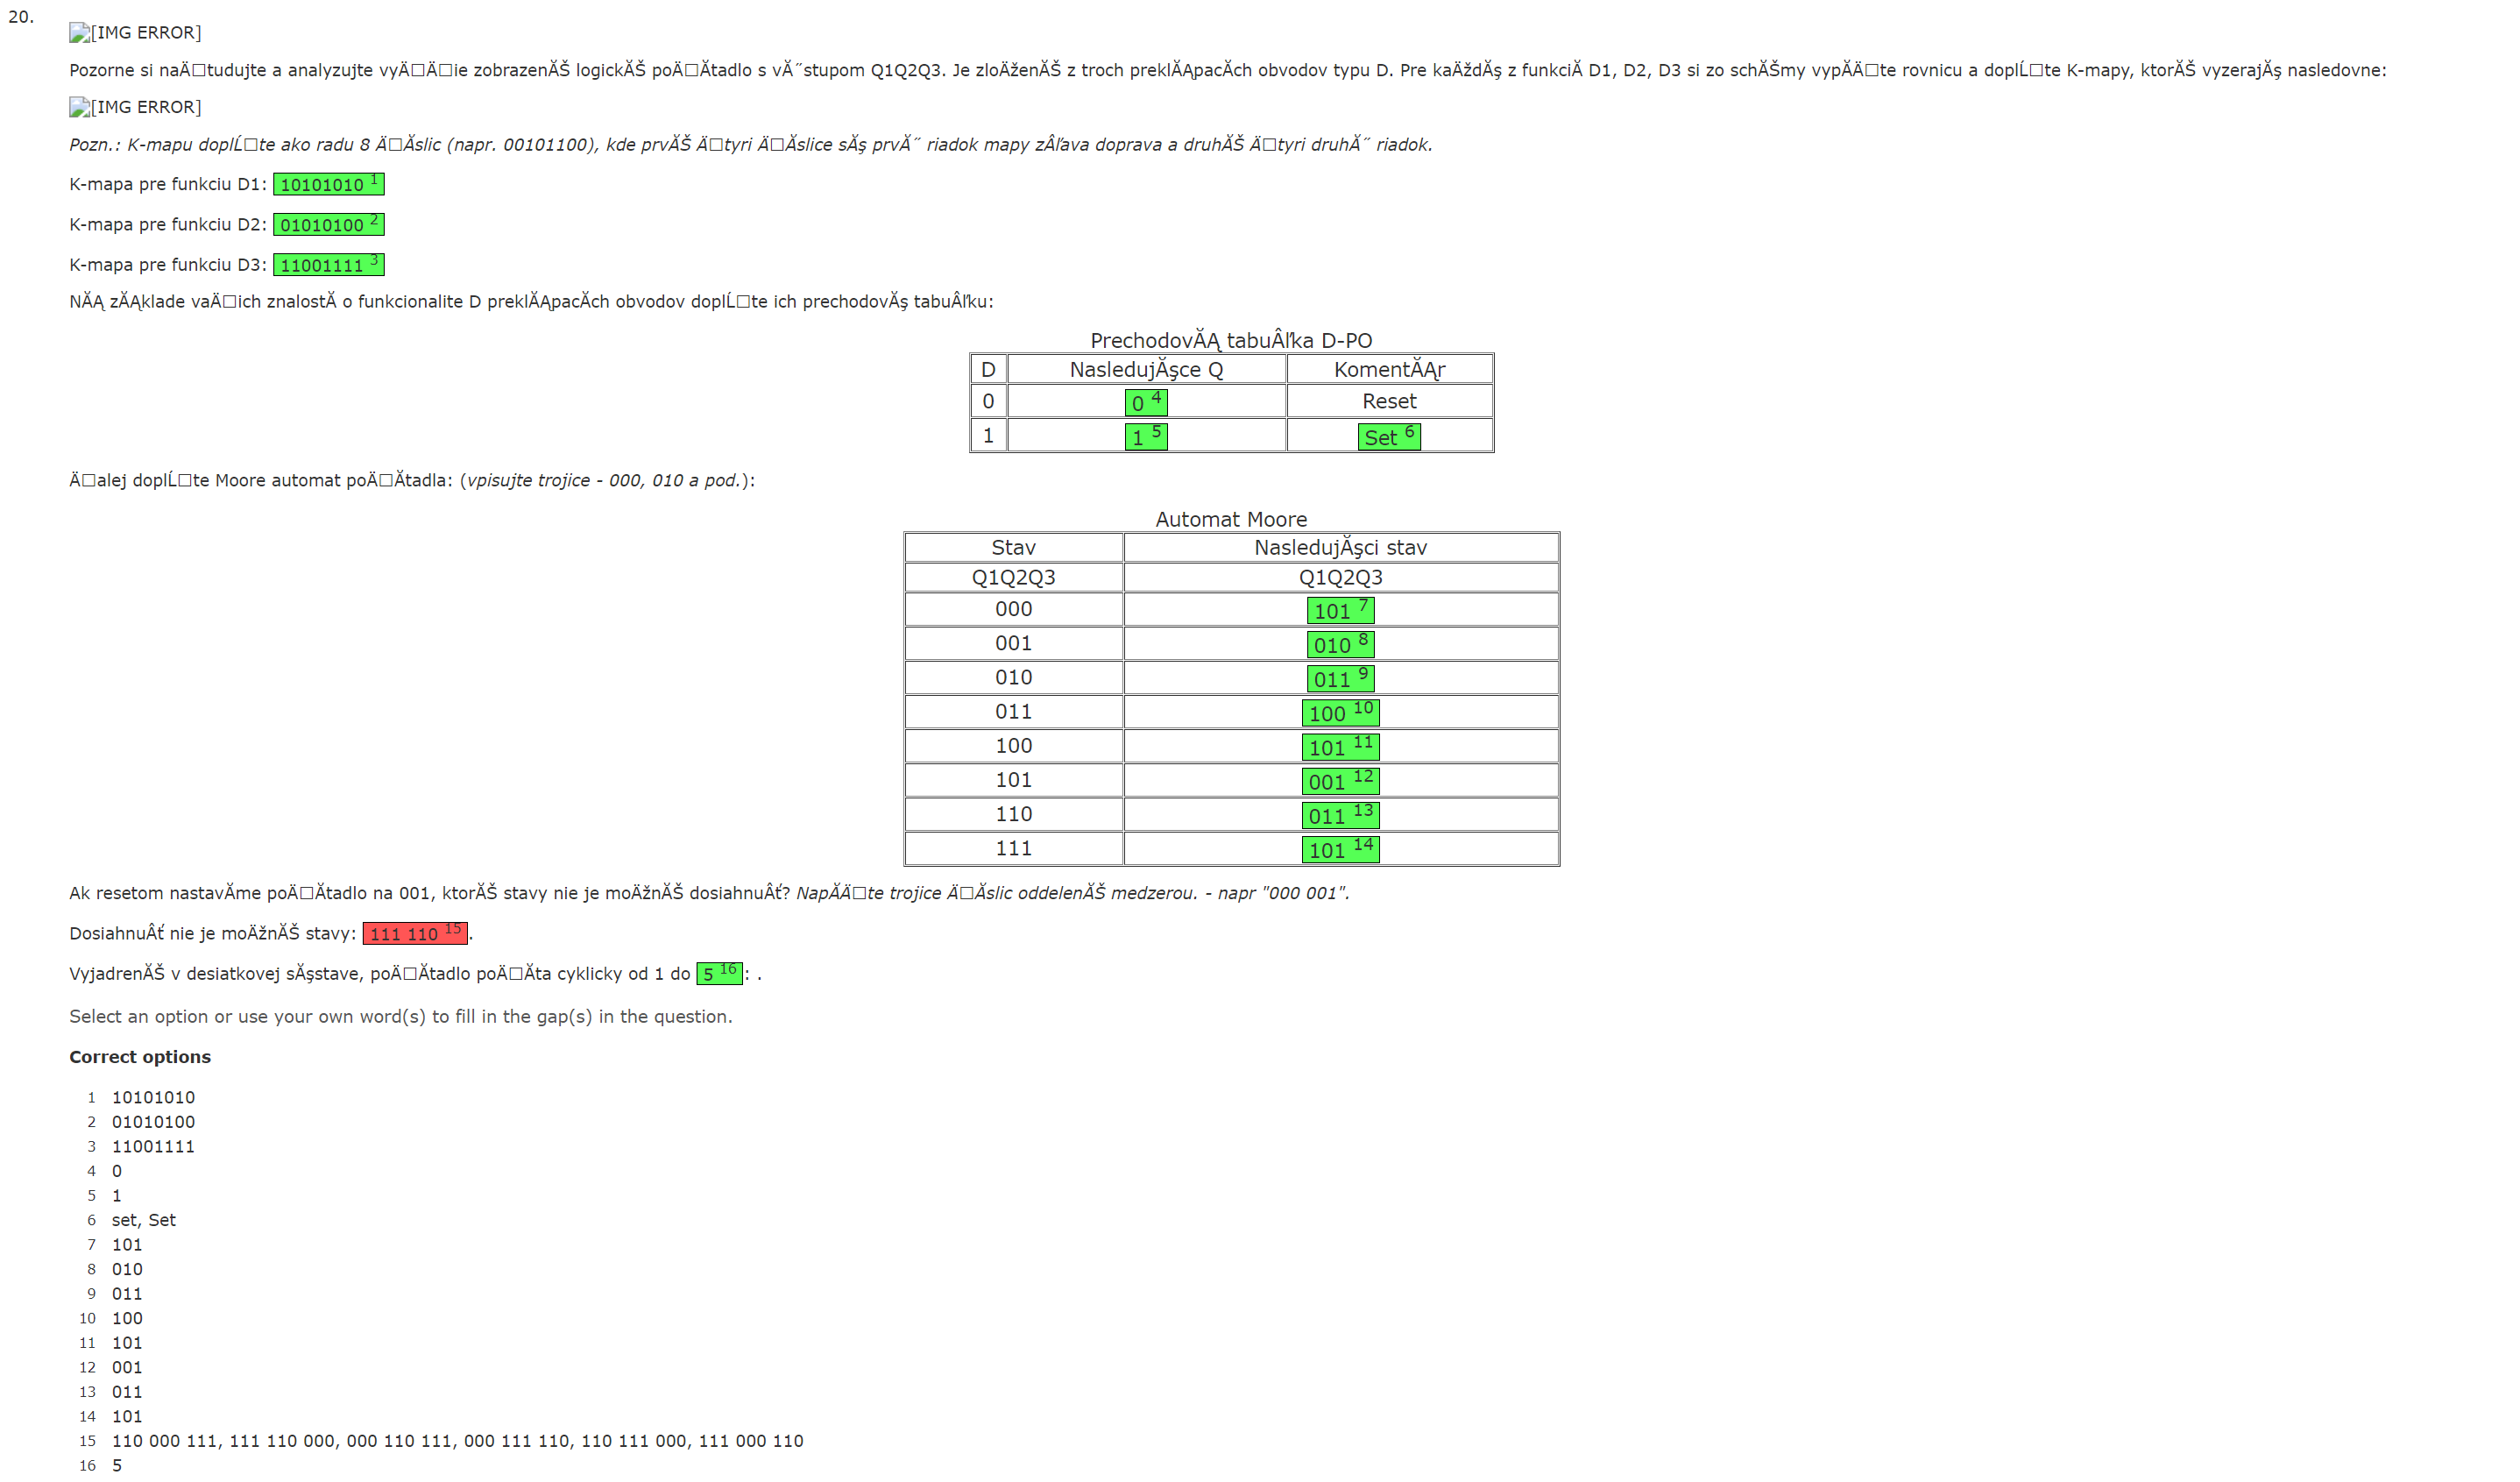 20.
[IMG ERROR]
Pozorne si naÄ□tudujte a analyzujte vyÄ□Ä□ie zobrazenĂŠ logickĂŠ poÄ□Ătadlo s vĂ˝stupom Q1Q2Q3. Je zloÄženĂŠ z troch preklĂĄpacĂch obvodov typu D. Pre kaÄždĂş z funkciĂ D1, D2, D3 si zo schĂŠmy vypĂĂ□te rovnicu a doplĹ□te K-mapy, ktorĂŠ vyzerajĂş nasledovne:
[IMG ERROR]
Pozn.: K-mapu doplĹ□te ako radu 8 Ä□Ăslic (napr. 00101100), kde prvĂŠ Ä□tyri Ä□Ăslice sĂş prvĂ˝ riadok mapy zÂľava doprava a druhĂŠ Ä□tyri druhĂ˝ riadok.
K-mapa pre funkciu D1: 10101010 1
K-mapa pre funkciu D2: 01010100 2
K-mapa pre funkciu D3: 11001111 3
NĂĄ zĂĄklade vaÄ□ich znalostĂ o funkcionalite D preklĂĄpacĂch obvodov doplĹ□te ich prechodovĂş tabuÂľku:
PrechodovĂĄ tabuÂľka D-PO
D NasledujĂşce Q KomentĂĄr
0 0 4 Reset
1 1 5 Set 6
Ä□alej doplĹ□te Moore automat poÄ□Ătadla: (vpisujte trojice - 000, 010 a pod.):
Automat Moore
Stav NasledujĂşci stav
Q1Q2Q3 Q1Q2Q3
000 101 7
001 010 8
010 011 9
011 100 10
100 101 11
101 001 12
110 011 13
111 101 14
Ak resetom nastavĂme poÄ□Ătadlo na 001, ktorĂŠ stavy nie je moÄžnĂŠ dosiahnuÂť? NapĂÄ□te trojice Ä□Ăslic oddelenĂŠ medzerou. - napr "000 001".
DosiahnuÂť nie je moÄžnĂŠ stavy: 111 110 15.
VyjadrenĂŠ v desiatkovej sĂşstave, poÄ□Ătadlo poÄ□Ăta cyklicky od 1 do 5 16: .
Select an option or use your own word(s) to fill in the gap(s) in the question.
Correct options
1 10101010
2 01010100
3 11001111
4 0
5 1
6 set, Set
7 101
8 010
9 011
10 100
11 101
12 001
13 011
14 101
15 110 000 111, 111 110 000, 000 110 111, 000 111 110, 110 111 000, 111 000 110
16 5